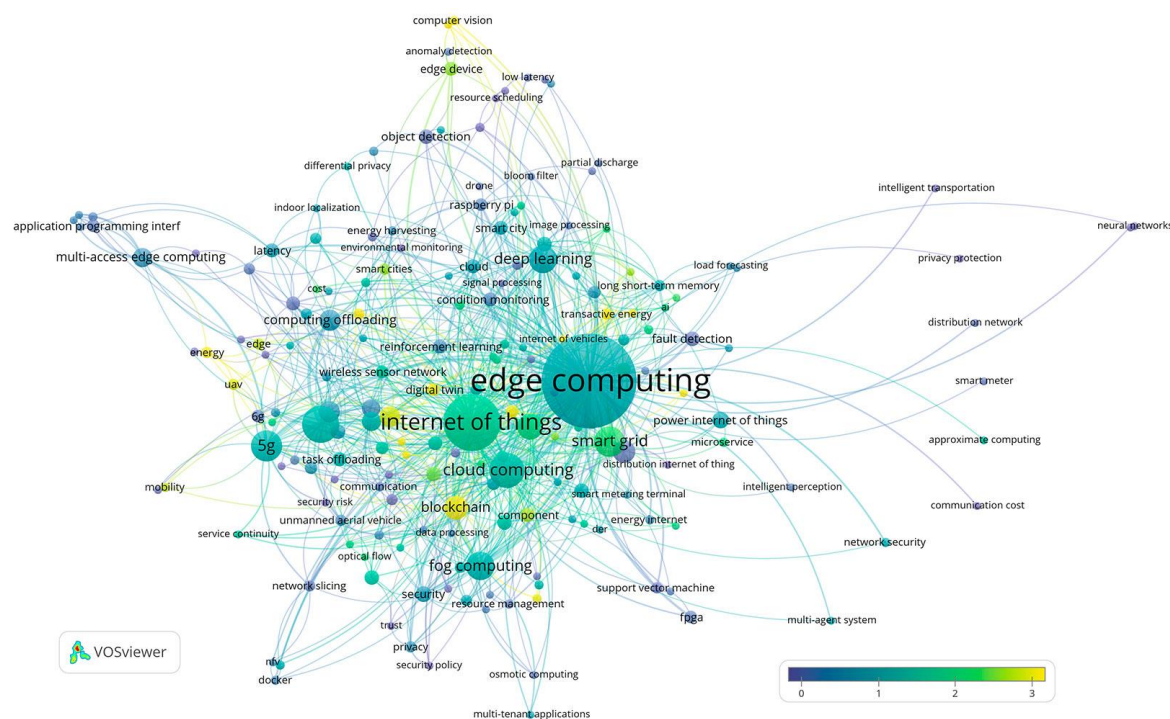 computer vision
anomaly detection
edge device
low latency
resource scheduling
object detection
differential privacy
partial discharge
bloom filter
drone
intelligent transportation
raspberry pi
indoor localization
application programming interf
smart city
image processing
neural networks
energy harvesting
environmental monitoring
latency
multi-access edge computing
deep learning
privacy protection
smart cities
cloud
load forecasting
signal processing
cost
long short-term memory
condition monitoring
ai
computing offloading
transactive energy
distribution network
internet of vehicles
fault detection
edge
reinforcement learning
energy
wireless sensor network
edge computing
smart meter
uav
digital twin
6g
internet of things
power internet of things
5g
smart grid
microservice
approximate computing
task offloading
cloud computing
distribution internet of thing
mobility
communication
intelligent perception
smart metering terminal
security risk
blockchain
communication cost
component
unmanned aerial vehicle
energy internet
service continuity
data processing
der
network security
optical flow
fog computing
network slicing
security
support vector machine
resource management
fpga
multi-agent system
trust
privacy
nfv
security policy
docker
osmotic computing
multi-tenant applications
VOSviewer
0 1 2 3